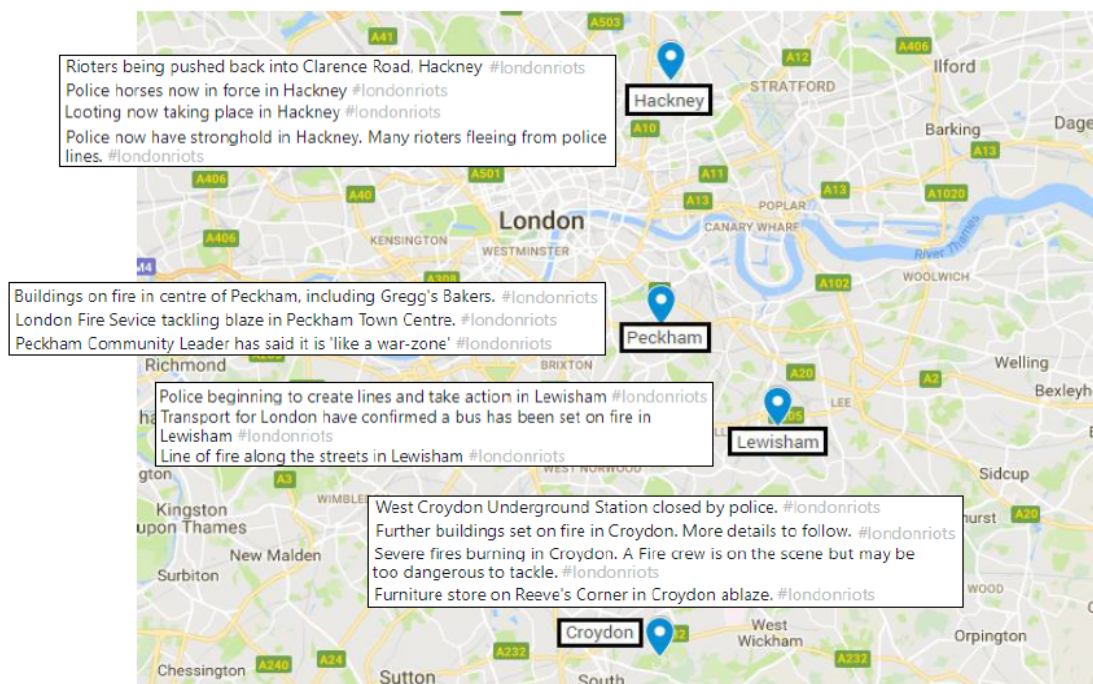 A503
A41
A406
A12
Ilford
Rioters being pushed back into Clarence Road, Hackney #londonriots
Police horses now in force in Hackney #londonriots
Looting now taking place in Hackney #londonriots
Police now have stronghold in Hackney. Many rioters fleeing from police
lines. #londonriots
Hackney
STRATFORD
A10
Barking
Dage
A13
A406
A40
A501
A11
A13
A13
A1020
POPLAR
London
CANARY WHARF
A406
KENSINGTON
WESTMINSTER
River Thames
M4
A308
A102
WOOLWICH
Buildings on fire in centre of Peckham, including Gregg's Bakers. #londonriots
London Fire Sevice tackling blaze in Peckham Town Centre. #londonriots
Peckham Community Leader has said it is 'like a war-zone' #londonriots
Peckham
Richmond
BRIXTON
Welling
A20
A2
Bexleyh
Police beginning to create lines and take action in Lewisham #londonriots
Transport for London have confirmed a bus has been set on fire in
Lewisham #londonriots
Line of fire along the streets in Lewisham #londonriots
LEE
05
Lewisham
ha
gton
A3
WEST NORWOOD
Sidcup
WIMBLE
Kingston
upon Thames
West Croydon Underground Station closed by police. #londonriots
Further buildings set on fire in Croydon. More details to follow. #londonriots
Severe fires burning in Croydon. A Fire crew is on the scene but may be
too dangerous to tackle. #londonriots
Furniture store on Reeve's Corner in Croydon ablaze. #londonriots
hurst
A20
New Malden
Surbiton
WOOD
Croydon
32
West
Wickham
Orpington
A232
A232
Chessington
A240
A24
Sutton
South